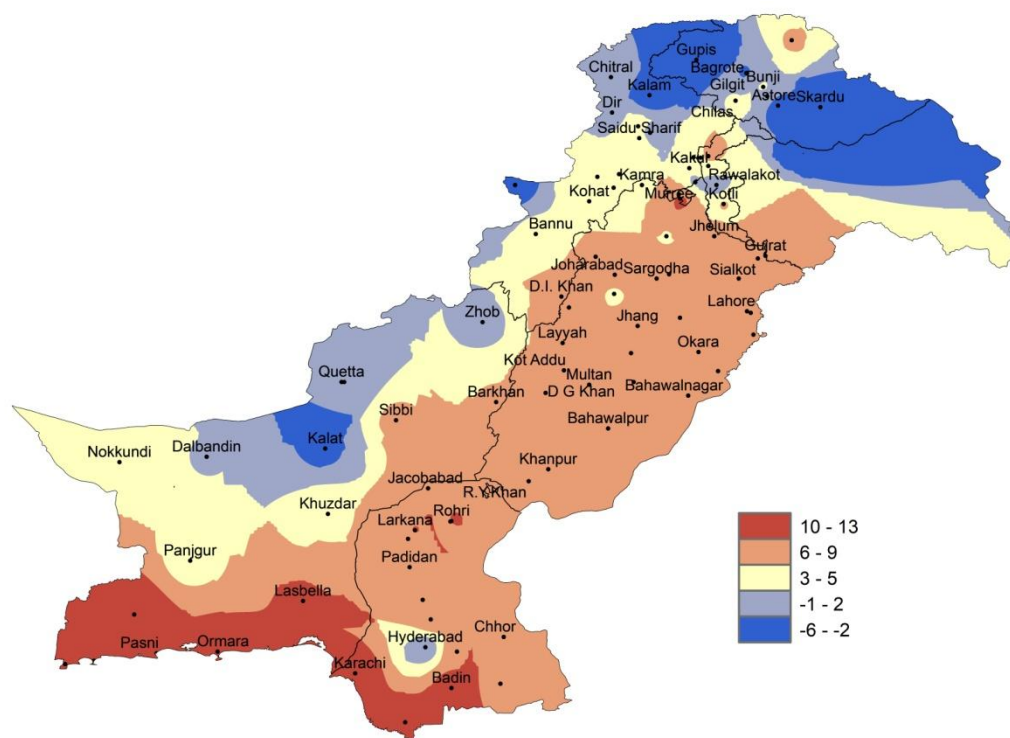 Gupis
Chitral
Bagrote
Bunji
Kalam
Gilgit
Astore
Skardu
Dir
Chilas
Saidu Sharif
Kakul
Kamra
Rawalakot
Kohat
Murree
Kotli
Bannu
Jhelum
Gujrat
Joharabad
Sargodha
Sialkot
D.I. Khan
Zhob
Lahore
Jhang
Layyah
Okara
Kot Addu
Quetta
Multan
Barkhan
D G Khan
Bahawalnagar
Sibbi
Bahawalpur
Kalat
Dalbandin
Nokkundi
Khanpur
Jacobabad
R.Y.Khan
Khuzdar
Rohri
Larkana
10 - 13
Panjgur
Padidan
6 - 9
3 - 5
Lasbella
-1 - 2
Chhor
-6 - -2
Hyderabad
Pasni
Ormara
Karachi
Badin